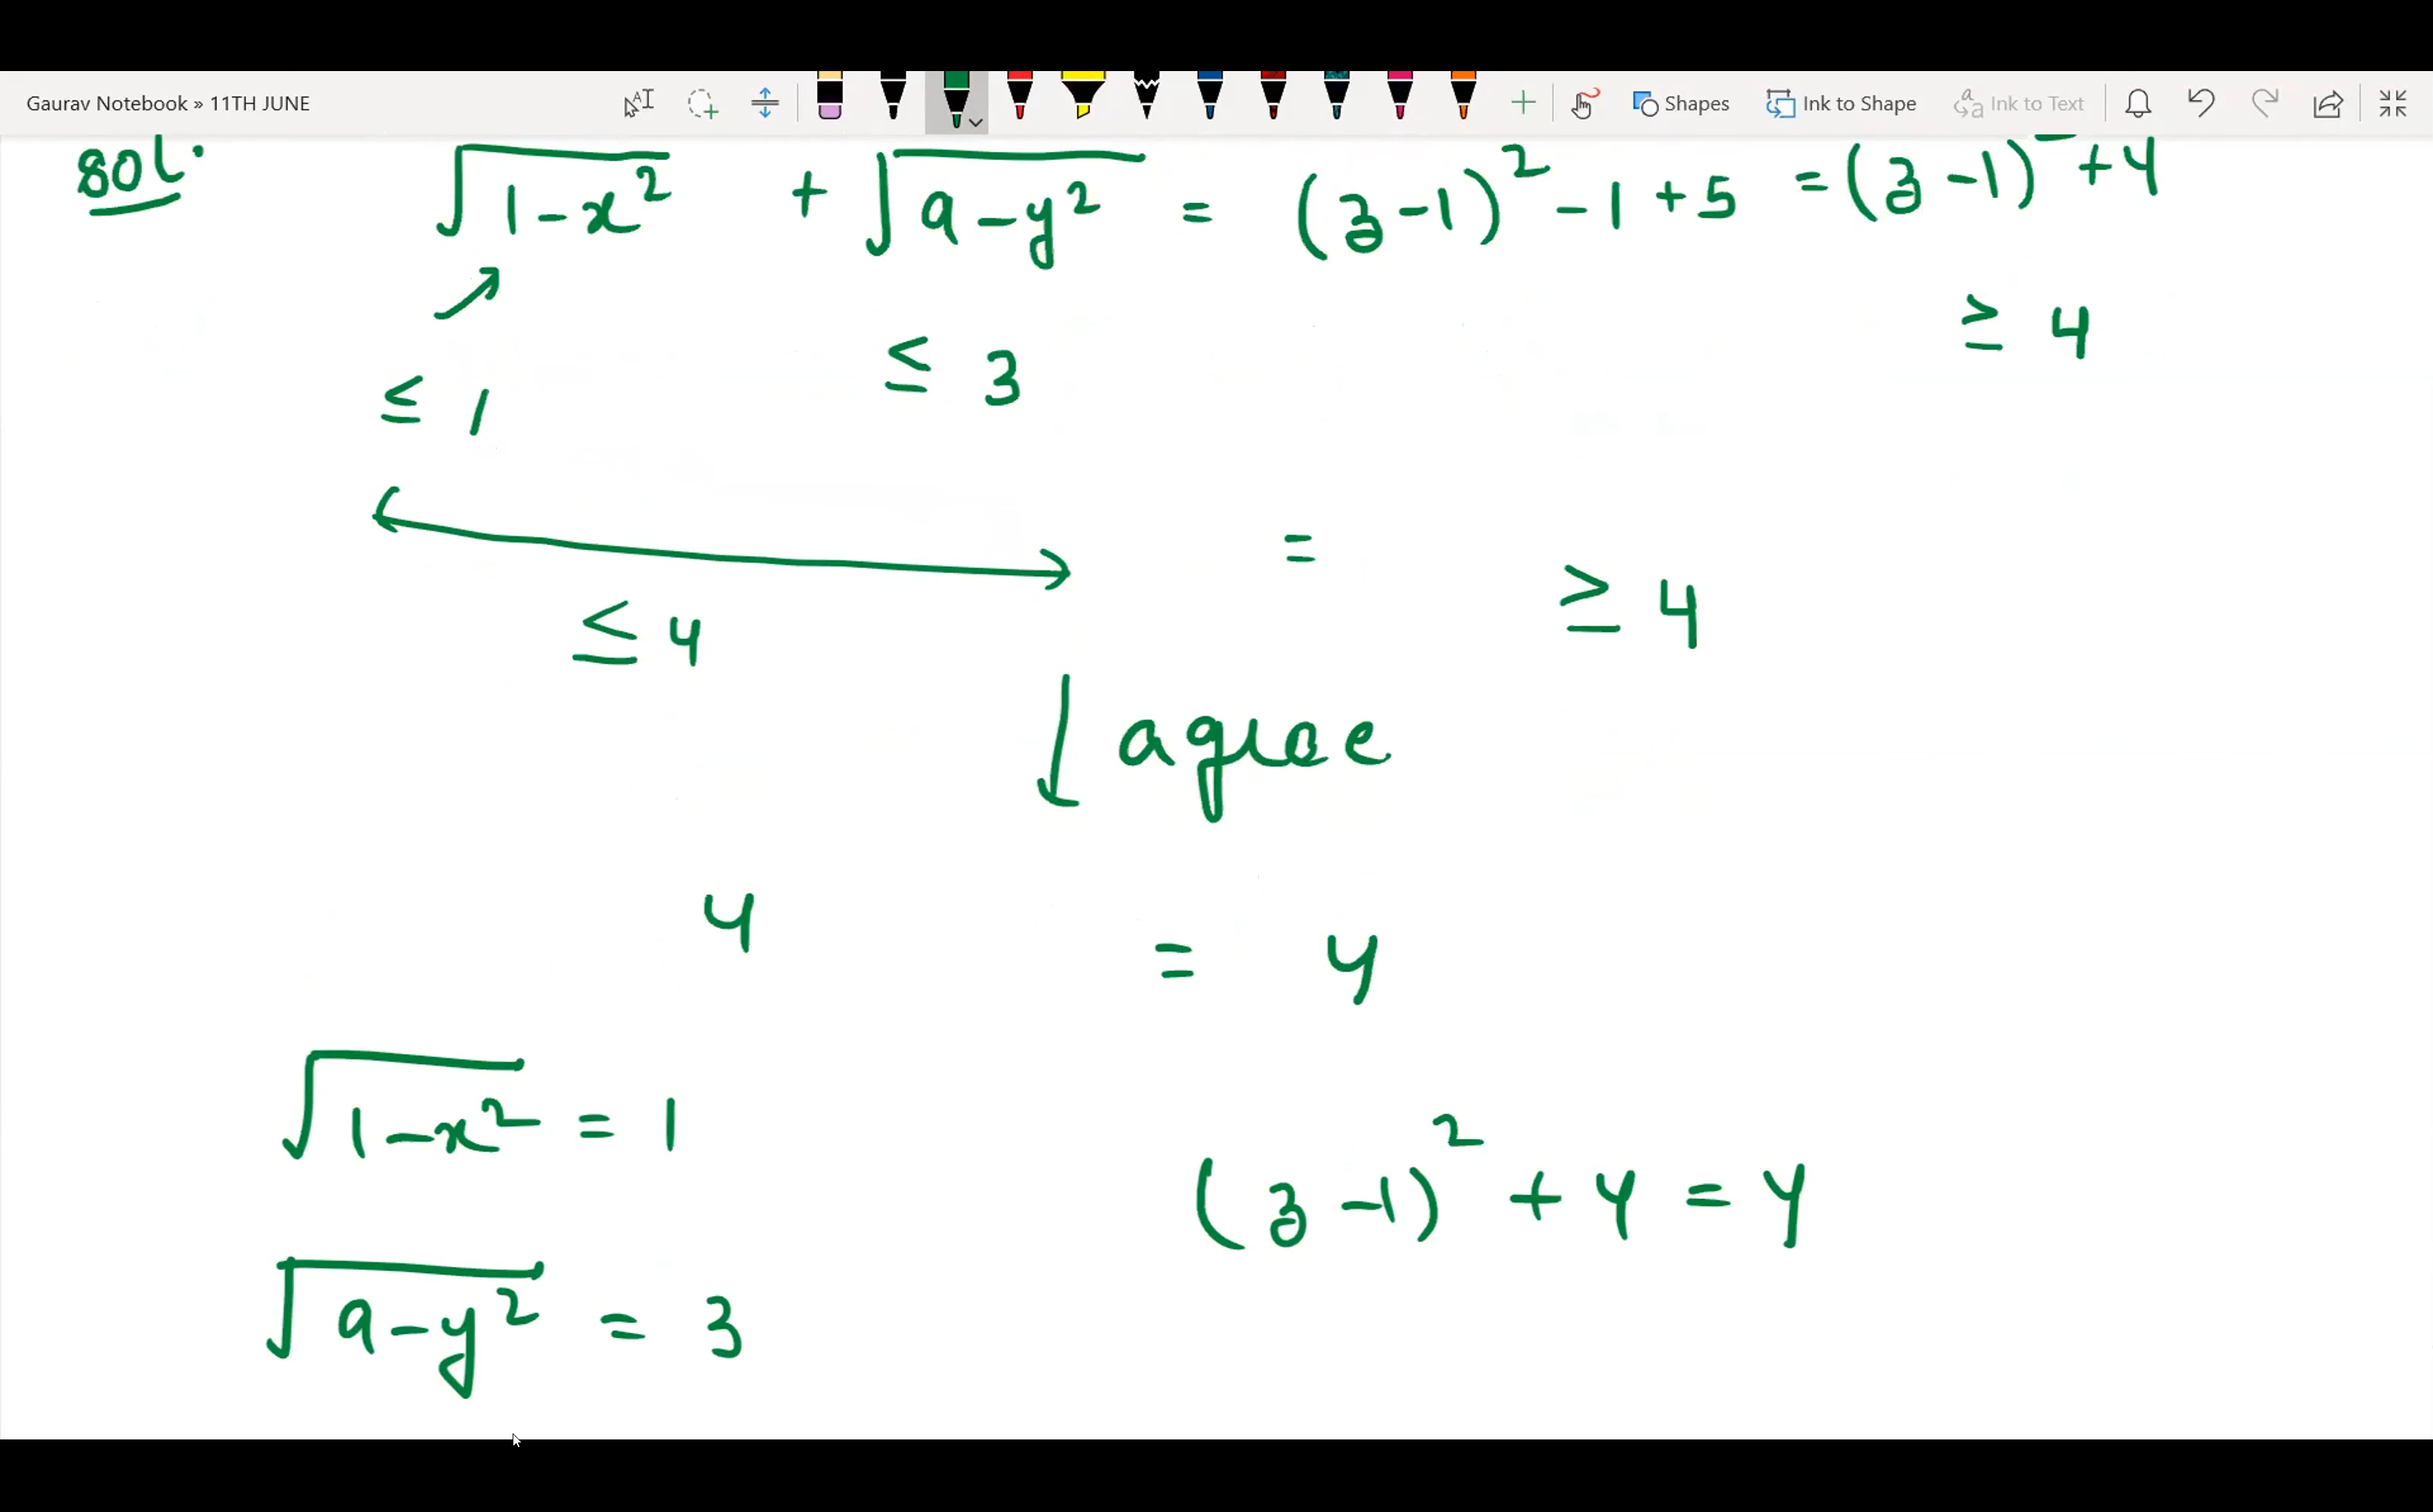 Gaurav Notebook » 11TH JUNE Shapes Ink to Shape Ink to Text
sol. √(1-x²) + √(9-y²) = (z-1)² -1+5 = (z-1)² +4
≤ 1 ≤ 3 ≥ 4
≤ 4 = ≥ 4
agree
4 = 4
√(1-x²) = 1
(z-1)² + 4 = 4
√(9-y²) = 3